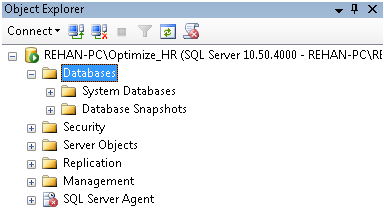 Object Explorer
Connect
REHAN-PC\Optimize_HR (SQL Server 10.50.4000 - REHAN-PC\RE
Databases
System Databases
Database Snapshots
Security
Server Objects
Replication
Management
SQL Server Agent